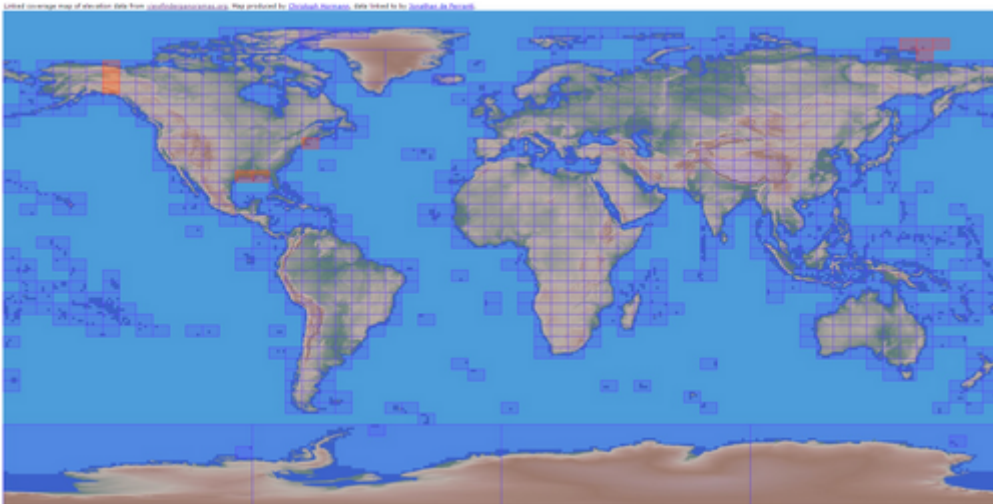 Linked coverage map of elevation data from viewfinderpanoramas.org. Map produced by Christoph Hormann, data linked to by Jonathan de Ferranti.